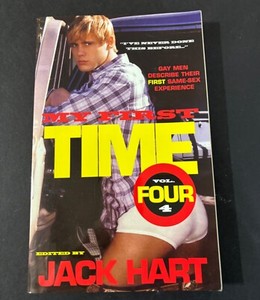 "I'VE NEVER DONE
THIS BEFORE..."
GAY MEN
DESCRIBE THEIR
FIRST SAME-SEX
EXPERIENCE
MY FIRST
TIME
VOL.
FOUR
4
EDITED BY
JACK HART